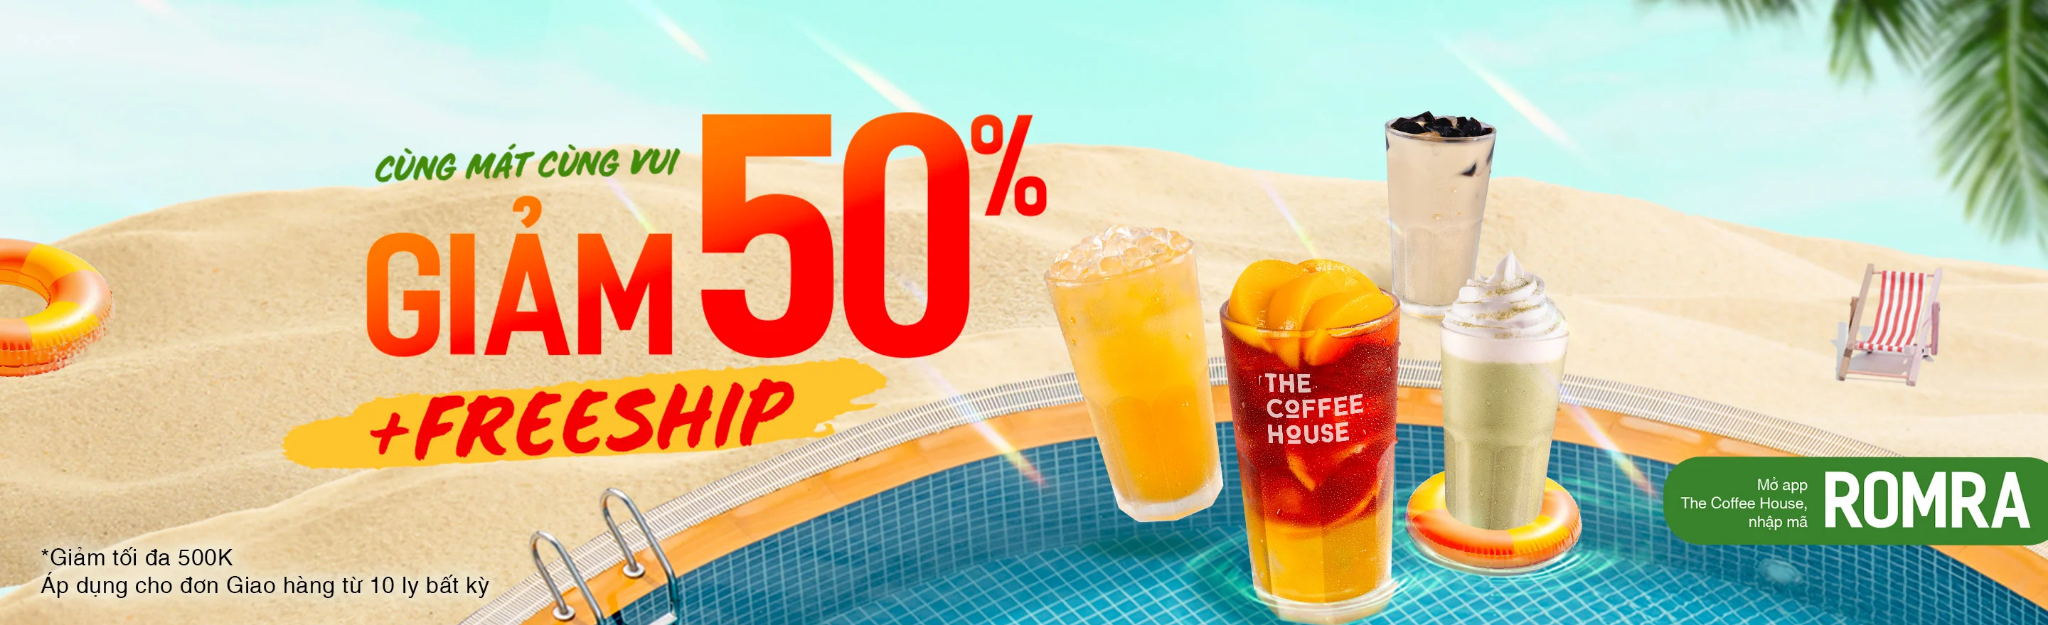 CÙNG MÁT CÙNG VUI
GIẢM 50%
+FREESHIP
THE
COFFEE
HOUSE
Mở app
The Coffee House,
nhập mã
ROMRA
*Giảm tối đa 500K
Áp dụng cho đơn Giao hàng từ 10 ly bất kỳ